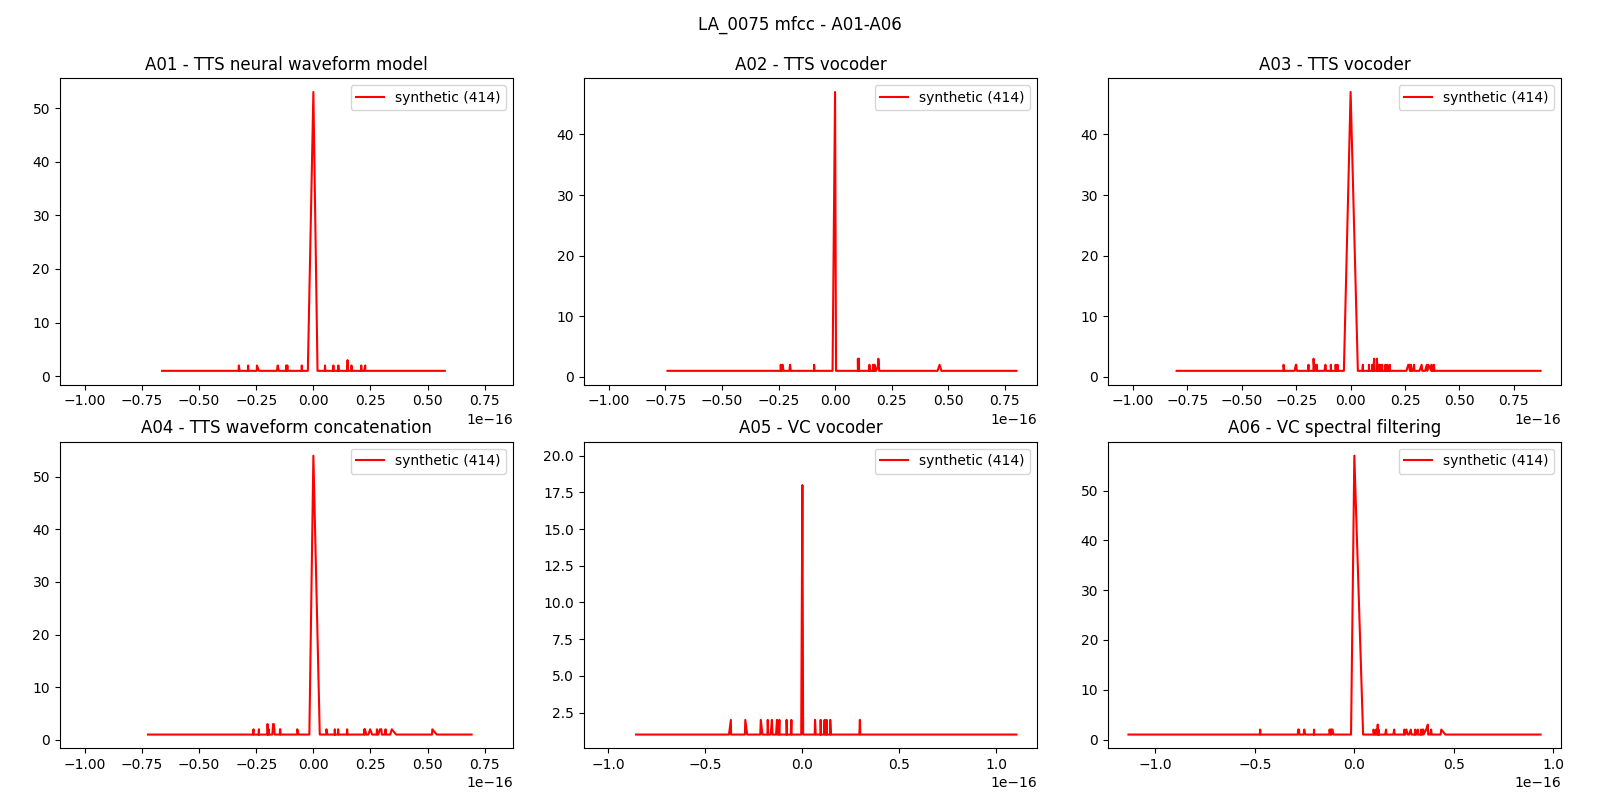 LA_0075 mfcc - A01-A06
A01 - TTS neural waveform model
synthetic (414)
50
40
30
20
10
0
−1.00 −0.75 −0.50 −0.25 0.00 0.25 0.50 0.75
1e−16
A02 - TTS vocoder
synthetic (414)
40
30
20
10
0
−1.00 −0.75 −0.50 −0.25 0.00 0.25 0.50 0.75
1e−16
A03 - TTS vocoder
synthetic (414)
40
30
20
10
0
−1.00 −0.75 −0.50 −0.25 0.00 0.25 0.50 0.75
1e−16
A04 - TTS waveform concatenation
synthetic (414)
50
40
30
20
10
0
−1.00 −0.75 −0.50 −0.25 0.00 0.25 0.50 0.75
1e−16
A05 - VC vocoder
synthetic (414)
20.0
17.5
15.0
12.5
10.0
7.5
5.0
2.5
−1.0 −0.5 0.0 0.5 1.0
1e−16
A06 - VC spectral filtering
synthetic (414)
50
40
30
20
10
0
−1.0 −0.5 0.0 0.5 1.0
1e−16